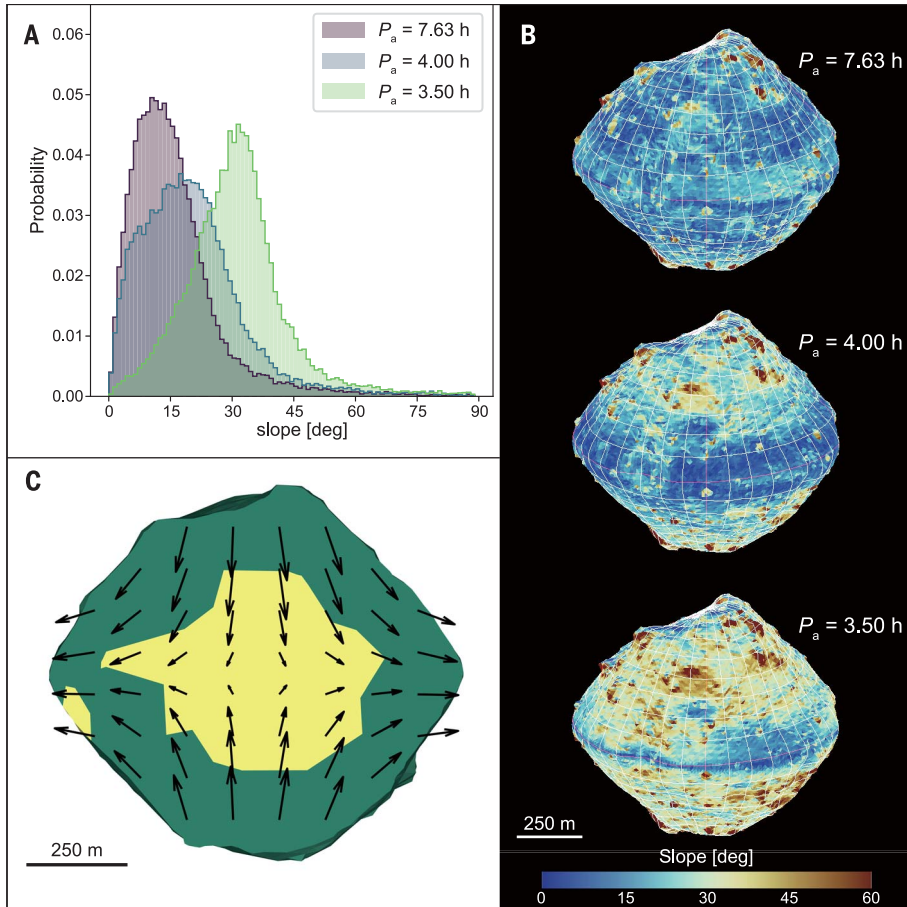 A
0.06
0.05
0.04
0.03
0.02
0.01
0.00
Probability
0
15
30
45
60
75
90
slope [deg]
Pa = 7.63 h
Pa = 4.00 h
Pa = 3.50 h
B
Pa = 7.63 h
Pa = 4.00 h
Pa = 3.50 h
250 m
Slope [deg]
0
15
30
45
60
C
250 m